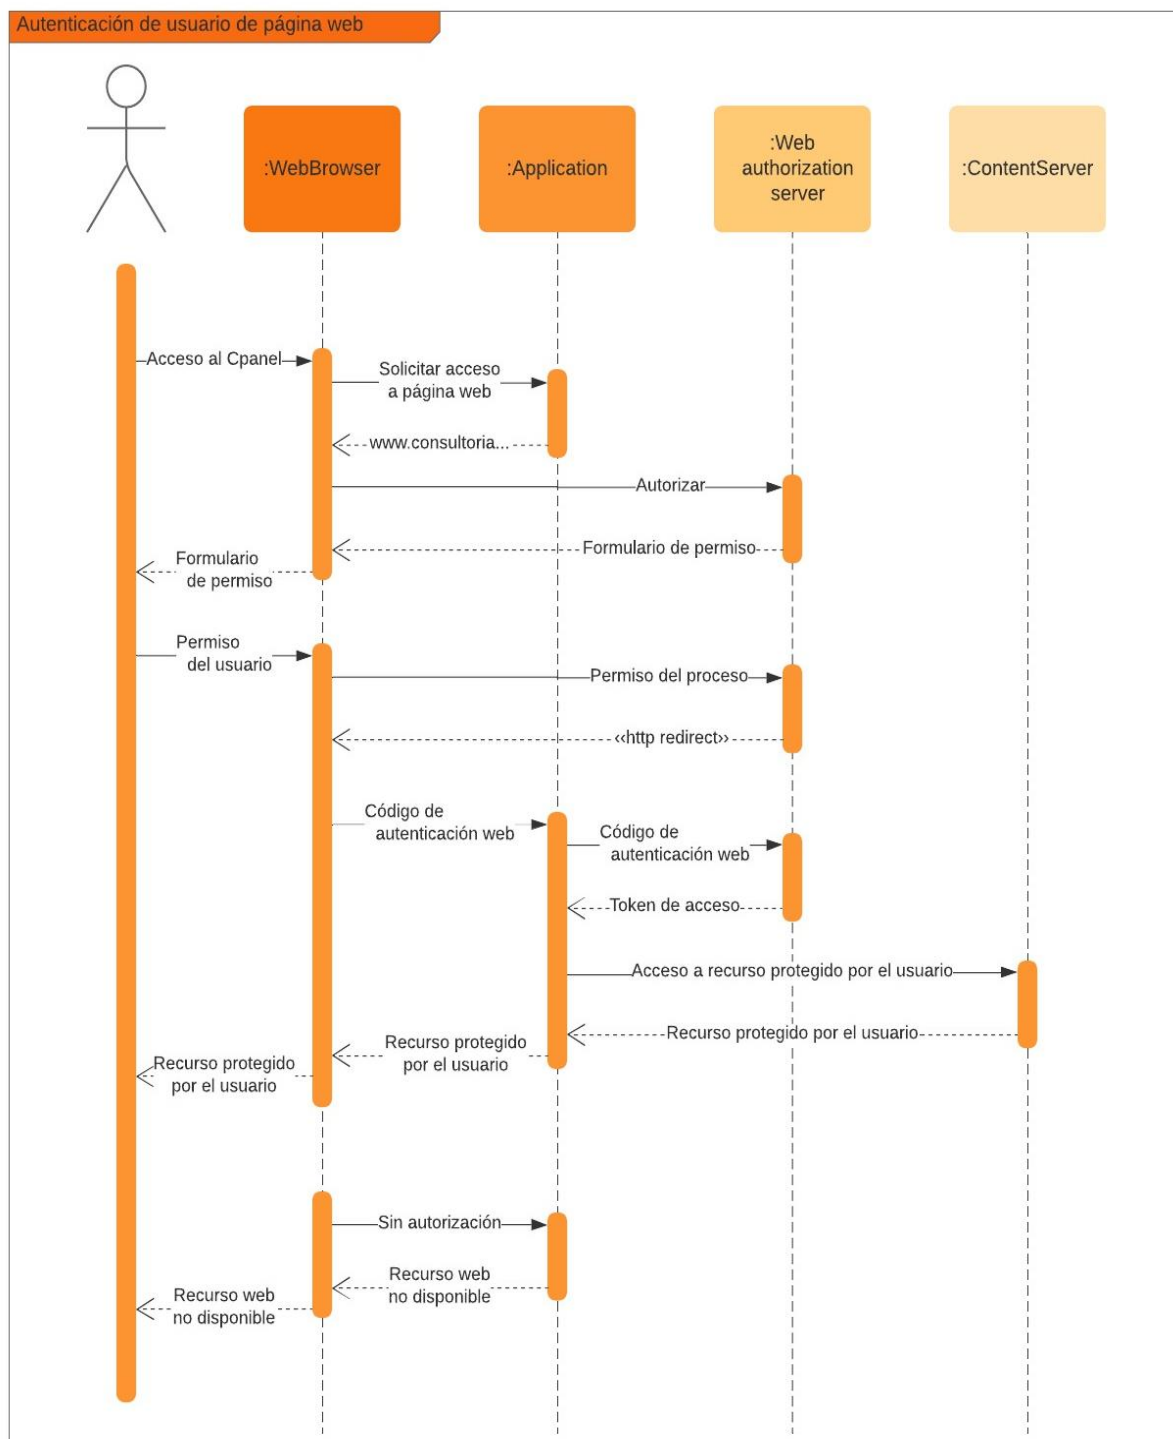 Autenticación de usuario de página web
:WebBrowser
:Application
:Web
authorization
server
:ContentServer
Acceso al Cpanel
Solicitar acceso
a página web
www.consultoria...
Autorizar
Formulario de permiso
Formulario
de permiso
Permiso
del usuario
Permiso del proceso
‹‹http redirect››
Código de
autenticación web
Código de
autenticación web
Token de acceso
Acceso a recurso protegido por el usuario
Recurso protegido por el usuario
Recurso protegido
por el usuario
Recurso protegido
por el usuario
Sin autorización
Recurso web
no disponible
Recurso web
no disponible